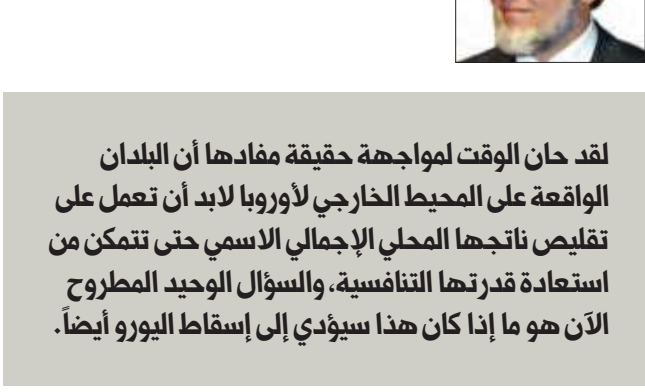 لقد حان الوقت لمواجهة حقيقة مفادها أن البلدان
الواقعة على المحيط الخارجي لأوروبا لابد أن تعمل على
تقليص ناتجها المحلي الإجمالي الاسمي حتى تتمكن من
استعادة قدرتها التنافسية، والسؤال الوحيد المطروح
الآن هو ما إذا كان هذا سيؤدي إلى إسقاط اليورو أيضاً.